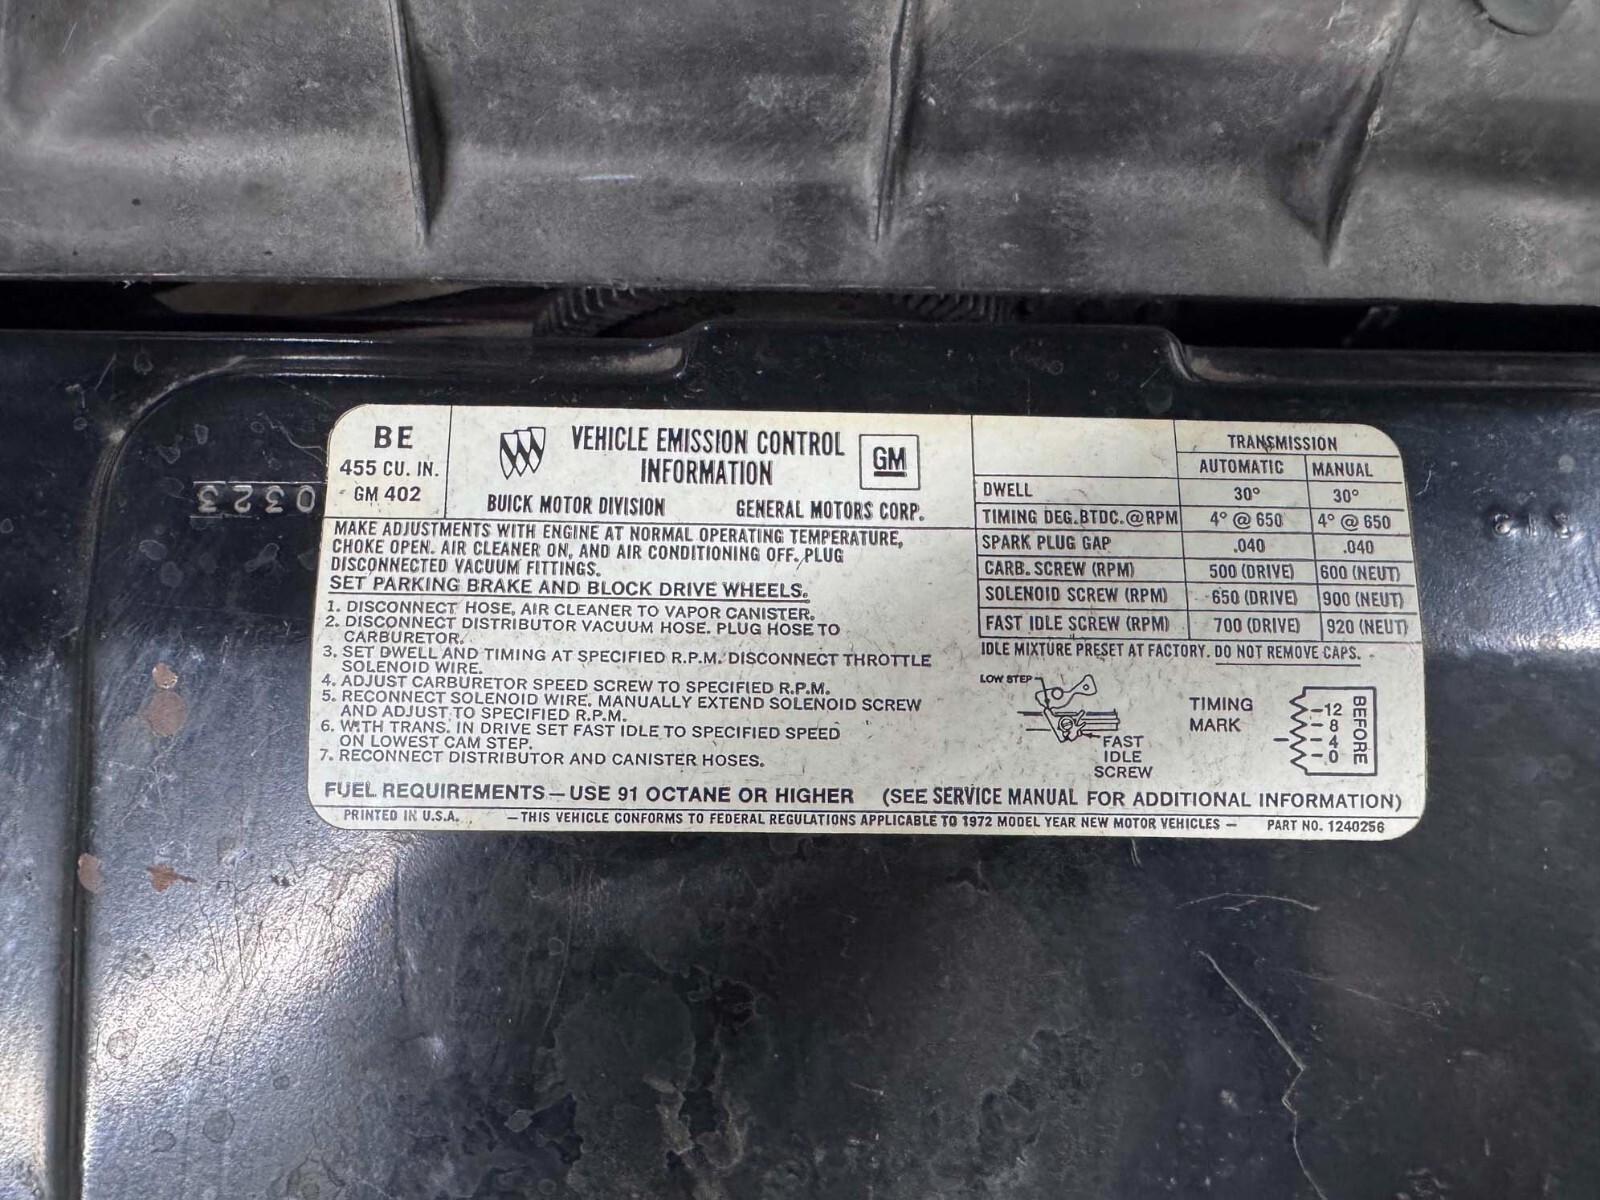 BE
455 CU. IN.
GM 402
VEHICLE EMISSION CONTROL
INFORMATION
GM
BUICK MOTOR DIVISION GENERAL MOTORS CORP.
MAKE ADJUSTMENTS WITH ENGINE AT NORMAL OPERATING TEMPERATURE,
CHOKE OPEN. AIR CLEANER ON, AND AIR CONDITIONING OFF. PLUG
DISCONNECTED VACUUM FITTINGS.
SET PARKING BRAKE AND BLOCK DRIVE WHEELS.
1. DISCONNECT HOSE, AIR CLEANER TO VAPOR CANISTER.
2. DISCONNECT DISTRIBUTOR VACUUM HOSE. PLUG HOSE TO
CARBURETOR.
3. SET DWELL AND TIMING AT SPECIFIED R.P.M. DISCONNECT THROTTLE
SOLENOID WIRE.
4. ADJUST CARBURETOR SPEED SCREW TO SPECIFIED R.P.M.
5. RECONNECT SOLENOID WIRE. MANUALLY EXTEND SOLENOID SCREW
AND ADJUST TO SPECIFIED R.P.M.
6. WITH TRANS. IN DRIVE SET FAST IDLE TO SPECIFIED SPEED
ON LOWEST CAM STEP.
7. RECONNECT DISTRIBUTOR AND CANISTER HOSES.
TRANSMISSION
AUTOMATIC MANUAL
DWELL 30° 30°
TIMING DEG.BTDC.@RPM 4° @ 650 4° @ 650
SPARK PLUG GAP .040 .040
CARB. SCREW (RPM) 500 (DRIVE) 600 (NEUT)
SOLENOID SCREW (RPM) 650 (DRIVE) 900 (NEUT)
FAST IDLE SCREW (RPM) 700 (DRIVE) 920 (NEUT)
IDLE MIXTURE PRESET AT FACTORY. DO NOT REMOVE CAPS.
LOW STEP
FAST
IDLE
SCREW
TIMING
MARK
12
8
4
0
BEFORE
FUEL REQUIREMENTS — USE 91 OCTANE OR HIGHER (SEE SERVICE MANUAL FOR ADDITIONAL INFORMATION)
PRINTED IN U.S.A. — THIS VEHICLE CONFORMS TO FEDERAL REGULATIONS APPLICABLE TO 1972 MODEL YEAR NEW MOTOR VEHICLES — PART NO. 1240256
0323